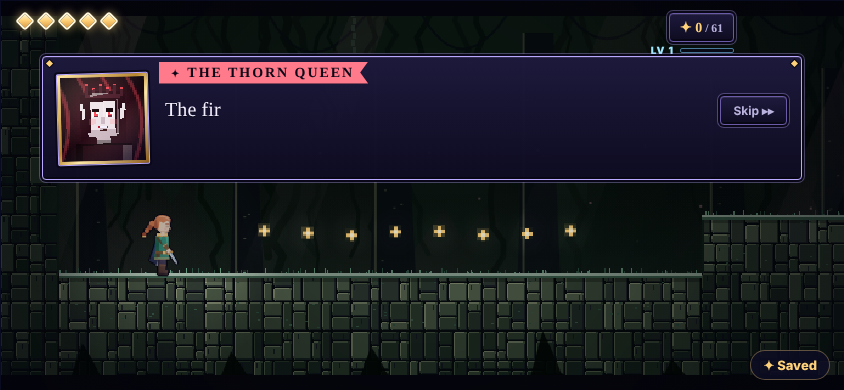 ✦ 0 / 61
LV 1
✦ THE THORN QUEEN
The fir
Skip ▸▸
✦ Saved